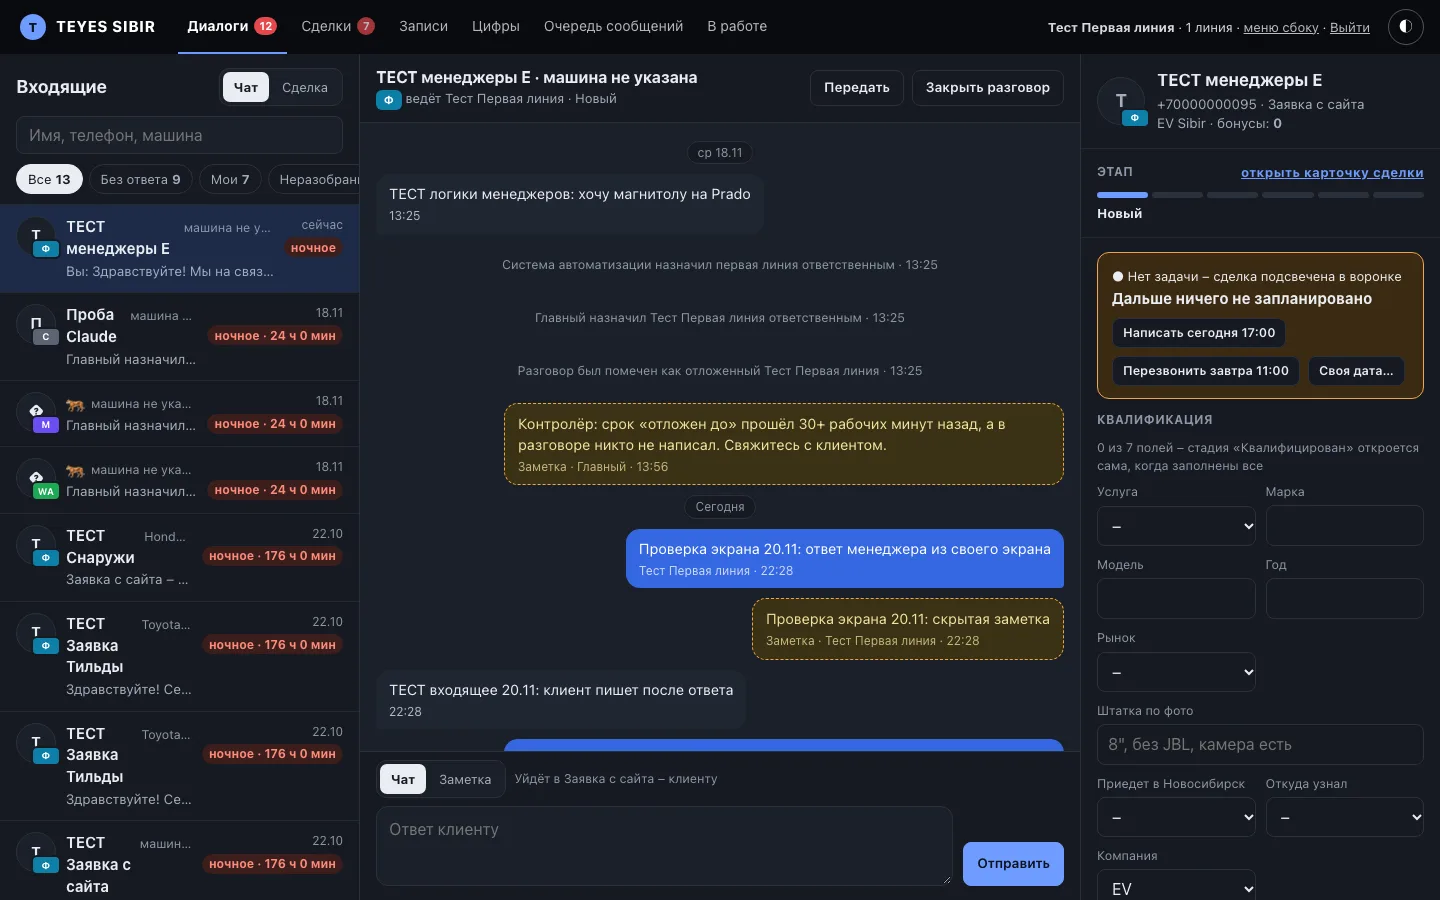 T TEYES SIBIR
Диалоги 12
Сделки 7
Записи
Цифры
Очередь сообщений
В работе
Тест Первая линия · 1 линия · меню сбоку · Выйти
Входящие
Чат
Сделка
Имя, телефон, машина
Все 13
Без ответа 9
Мои 7
Неразобран
Т
Ф
ТЕСТ менеджеры Е
машина не у…
сейчас
ночное
Вы: Здравствуйте! Мы на связ…
П
С
Проба Claude
машина …
18.11
ночное · 24 ч 0 мин
Главный назначил…
?
M
машина не ука…
18.11
Главный назначил…
ночное · 24 ч 0 мин
?
WA
машина не ука…
18.11
Главный назначил…
ночное · 24 ч 0 мин
Т
Ф
ТЕСТ Снаружи
Hond…
22.10
ночное · 176 ч 0 мин
Заявка с сайта – …
Т
Ф
ТЕСТ Заявка Тильды
Toyota…
22.10
ночное · 176 ч 0 мин
Здравствуйте! Се…
Т
Ф
ТЕСТ Заявка Тильды
Toyota…
22.10
ночное · 176 ч 0 мин
Здравствуйте! Се…
Т
Ф
ТЕСТ Заявка с сайта
машин…
22.10
ночное · 176 ч 0 мин
ТЕСТ менеджеры Е · машина не указана
Ф ведёт Тест Первая линия · Новый
Передать
Закрыть разговор
ср 18.11
ТЕСТ логики менеджеров: хочу магнитолу на Prado
13:25
Система автоматизации назначил первая линия ответственным · 13:25
Главный назначил Тест Первая линия ответственным · 13:25
Разговор был помечен как отложенный Тест Первая линия · 13:25
Контролёр: срок «отложен до» прошёл 30+ рабочих минут назад, а в
разговоре никто не написал. Свяжитесь с клиентом.
Заметка · Главный · 13:56
Сегодня
Проверка экрана 20.11: ответ менеджера из своего экрана
Тест Первая линия · 22:28
Проверка экрана 20.11: скрытая заметка
Заметка · Тест Первая линия · 22:28
ТЕСТ входящее 20.11: клиент пишет после ответа
22:28
Чат
Заметка
Уйдёт в Заявка с сайта – клиенту
Ответ клиенту
Отправить
Т
Ф
ТЕСТ менеджеры Е
+70000000095 · Заявка с сайта
EV Sibir · бонусы: 0
ЭТАП
открыть карточку сделки
Новый
Нет задачи – сделка подсвечена в воронке
Дальше ничего не запланировано
Написать сегодня 17:00
Перезвонить завтра 11:00
Своя дата…
КВАЛИФИКАЦИЯ
0 из 7 полей – стадия «Квалифицирован» откроется
сама, когда заполнены все
Услуга
Марка
–
Модель
Год
Рынок
–
Штатка по фото
8", без JBL, камера есть
Приедет в Новосибирск
Откуда узнал
–
–
Компания
EV